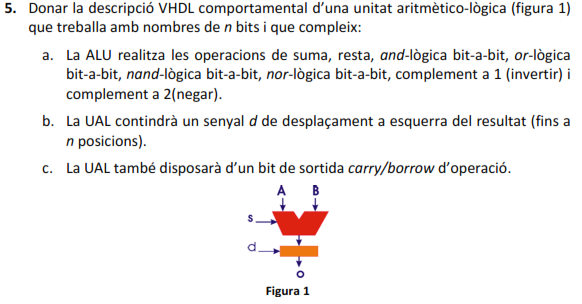 5. Donar la descripció VHDL comportamental d'una unitat aritmètico-lògica (figura 1)
que treballa amb nombres de n bits i que compleix:
a. La ALU realitza les operacions de suma, resta, and-lògica bit-a-bit, or-lògica
bit-a-bit, nand-lògica bit-a-bit, nor-lògica bit-a-bit, complement a 1 (invertir) i
complement a 2(negar).
b. La UAL contindrà un senyal d de desplaçament a esquerra del resultat (fins a
n posicions).
c. La UAL també disposarà d'un bit de sortida carry/borrow d'operació.
A B
s
d
O
Figura 1